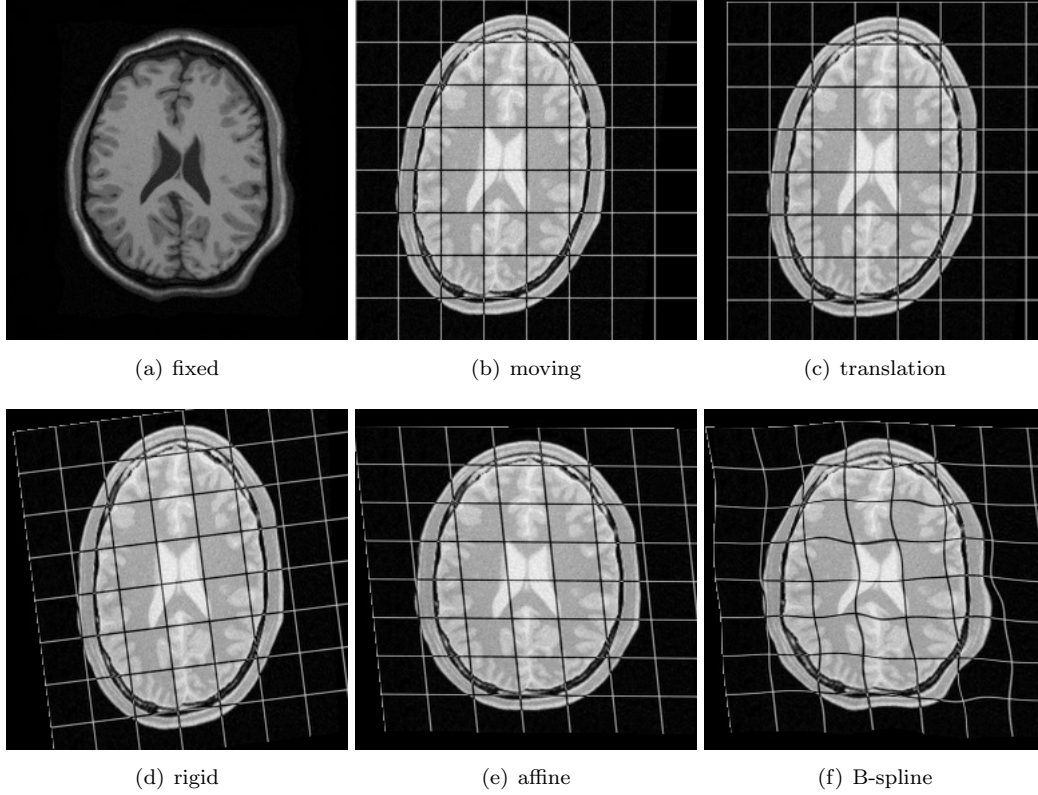 (a) fixed
(b) moving
(c) translation
(d) rigid
(e) affine
(f) B-spline